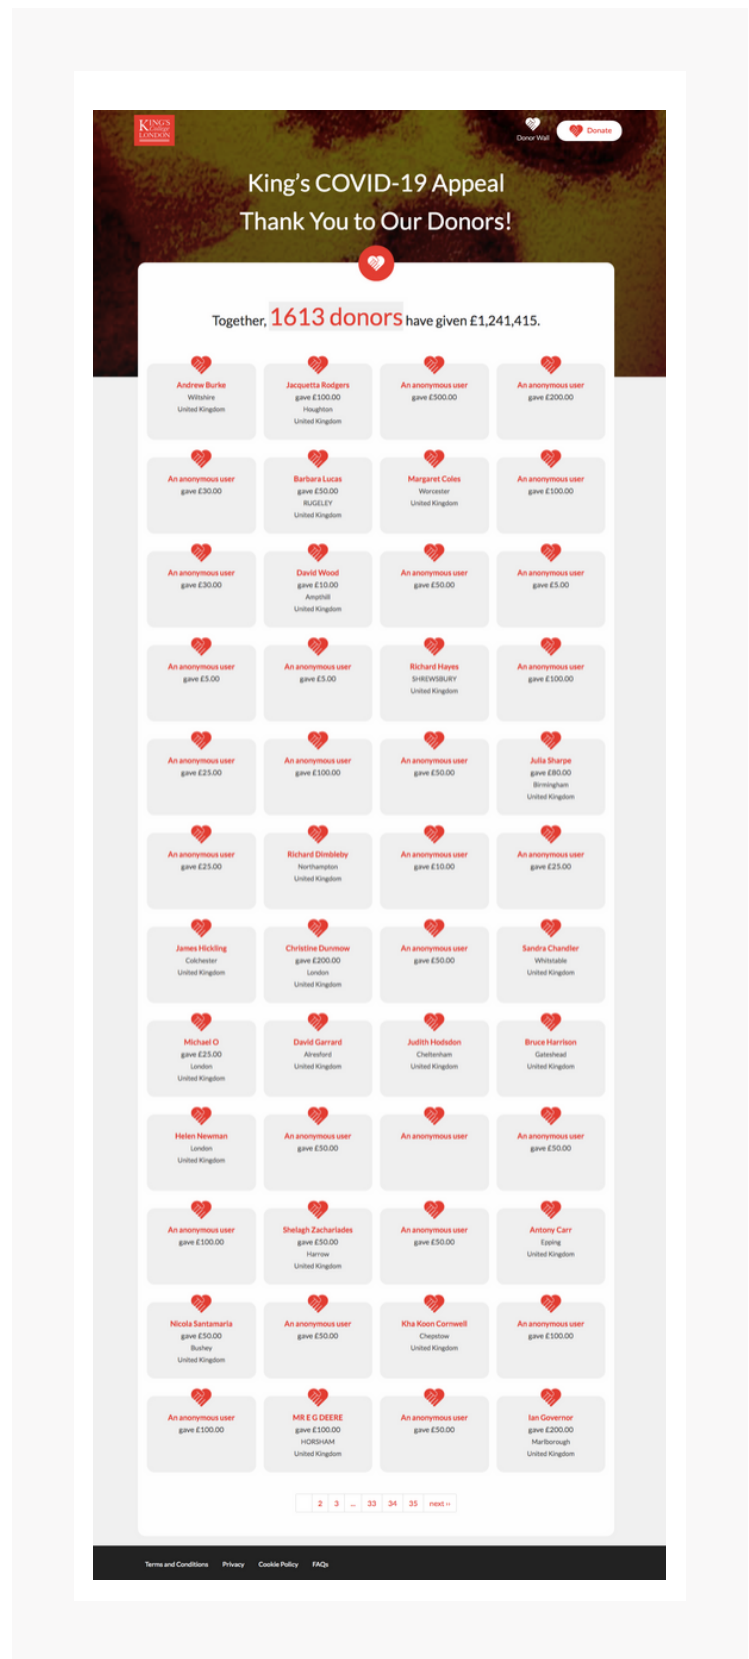 KING'S
College
LONDON
Donor Wall
Donate
King's COVID-19 Appeal
Thank You to Our Donors!
Together, 1613 donors have given £1,241,415.
Andrew Burke
Wiltshire
United Kingdom
Jacquetta Rodgers
gave £100.00
Houghton
United Kingdom
An anonymous user
gave £500.00
An anonymous user
gave £200.00
An anonymous user
gave £30.00
Barbara Lucas
gave £50.00
RUGELEY
United Kingdom
Margaret Coles
Worcester
United Kingdom
An anonymous user
gave £100.00
An anonymous user
gave £30.00
David Wood
gave £10.00
Ampthill
United Kingdom
An anonymous user
gave £50.00
An anonymous user
gave £5.00
An anonymous user
gave £5.00
An anonymous user
gave £5.00
Richard Hayes
SHREWSBURY
United Kingdom
An anonymous user
gave £100.00
An anonymous user
gave £25.00
An anonymous user
gave £100.00
An anonymous user
gave £50.00
Julia Sharpe
gave £80.00
Birmingham
United Kingdom
An anonymous user
gave £25.00
Richard Dimbleby
Northampton
United Kingdom
An anonymous user
gave £10.00
An anonymous user
gave £25.00
James Hickling
Colchester
United Kingdom
Christine Dunmow
gave £200.00
London
United Kingdom
An anonymous user
gave £50.00
Sandra Chandler
Whitstable
United Kingdom
Michael O
gave £25.00
London
United Kingdom
David Garrard
Alresford
United Kingdom
Judith Hodsdon
Cheltenham
United Kingdom
Bruce Harrison
Gateshead
United Kingdom
Helen Newman
London
United Kingdom
An anonymous user
gave £50.00
An anonymous user
An anonymous user
gave £50.00
An anonymous user
gave £100.00
Shelagh Zachariades
gave £50.00
Harrow
United Kingdom
An anonymous user
gave £50.00
Antony Carr
Epping
United Kingdom
Nicola Santamaria
gave £50.00
Bushey
United Kingdom
An anonymous user
gave £50.00
Kha Koon Cornwell
Chepstow
United Kingdom
An anonymous user
gave £100.00
An anonymous user
gave £100.00
MR E G DEERE
gave £100.00
HORSHAM
United Kingdom
An anonymous user
gave £50.00
Ian Governor
gave £200.00
Marlborough
United Kingdom
2 3 ... 33 34 35 next »
Terms and Conditions Privacy Cookie Policy FAQs